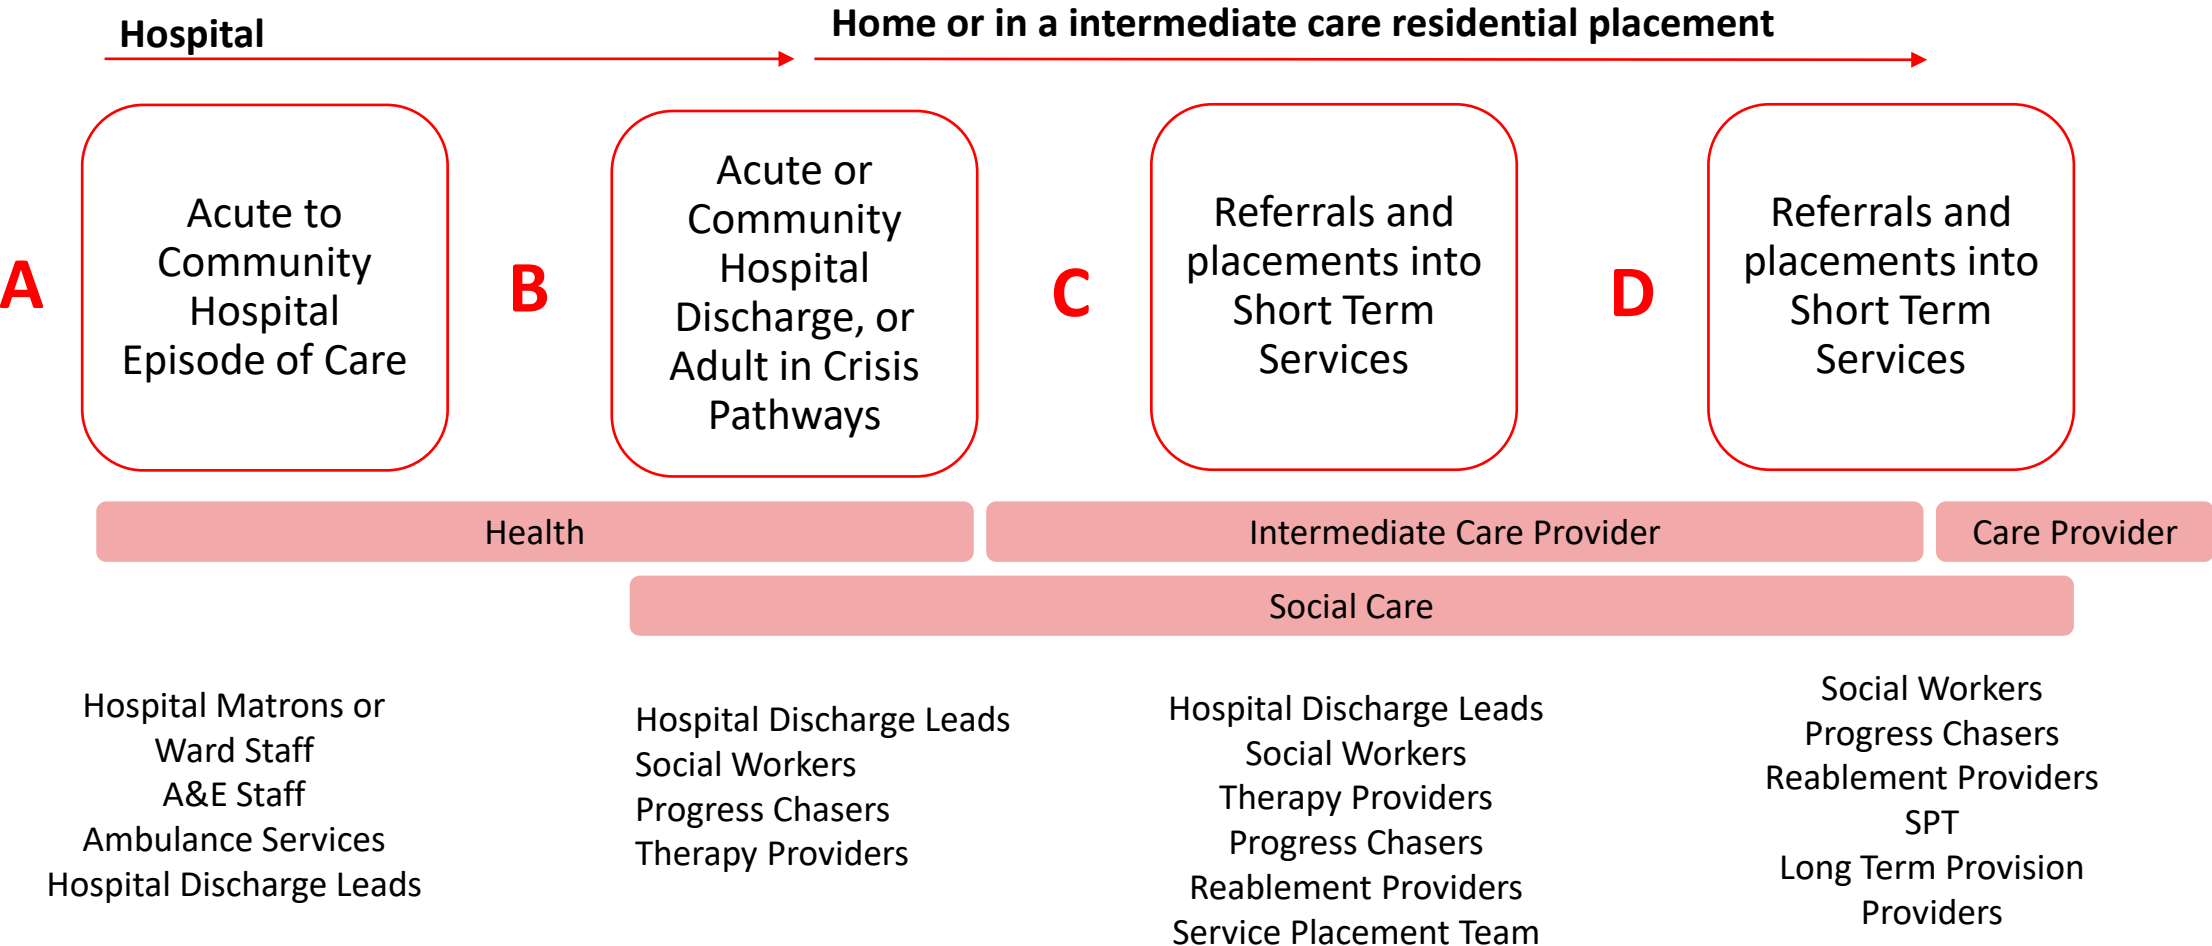 Hospital
Home or in a intermediate care residential placement
A
Acute to
Community
Hospital
Episode of Care
B
Acute or
Community
Hospital
Discharge, or
Adult in Crisis
Pathways
C
Referrals and
placements into
Short Term
Services
D
Referrals and
placements into
Short Term
Services
Health
Intermediate Care Provider
Care Provider
Social Care
Hospital Matrons or
Ward Staff
A&E Staff
Ambulance Services
Hospital Discharge Leads
Hospital Discharge Leads
Social Workers
Progress Chasers
Therapy Providers
Hospital Discharge Leads
Social Workers
Therapy Providers
Progress Chasers
Reablement Providers
Service Placement Team
Social Workers
Progress Chasers
Reablement Providers
SPT
Long Term Provision
Providers